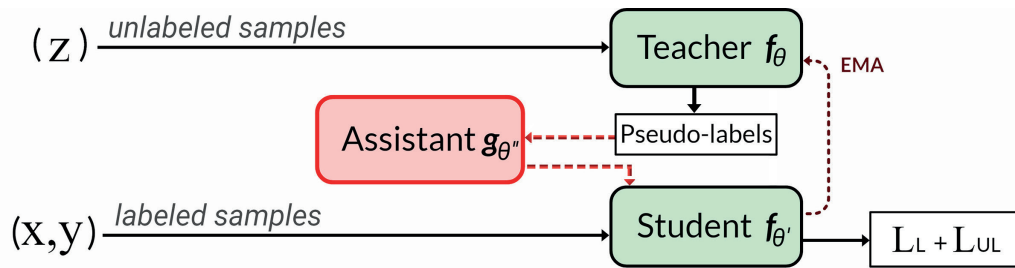 (z) unlabeled samples
Teacher fθ
EMA
Pseudo-labels
Assistant gθ''
(x,y) labeled samples
Student fθ'
LL + LUL